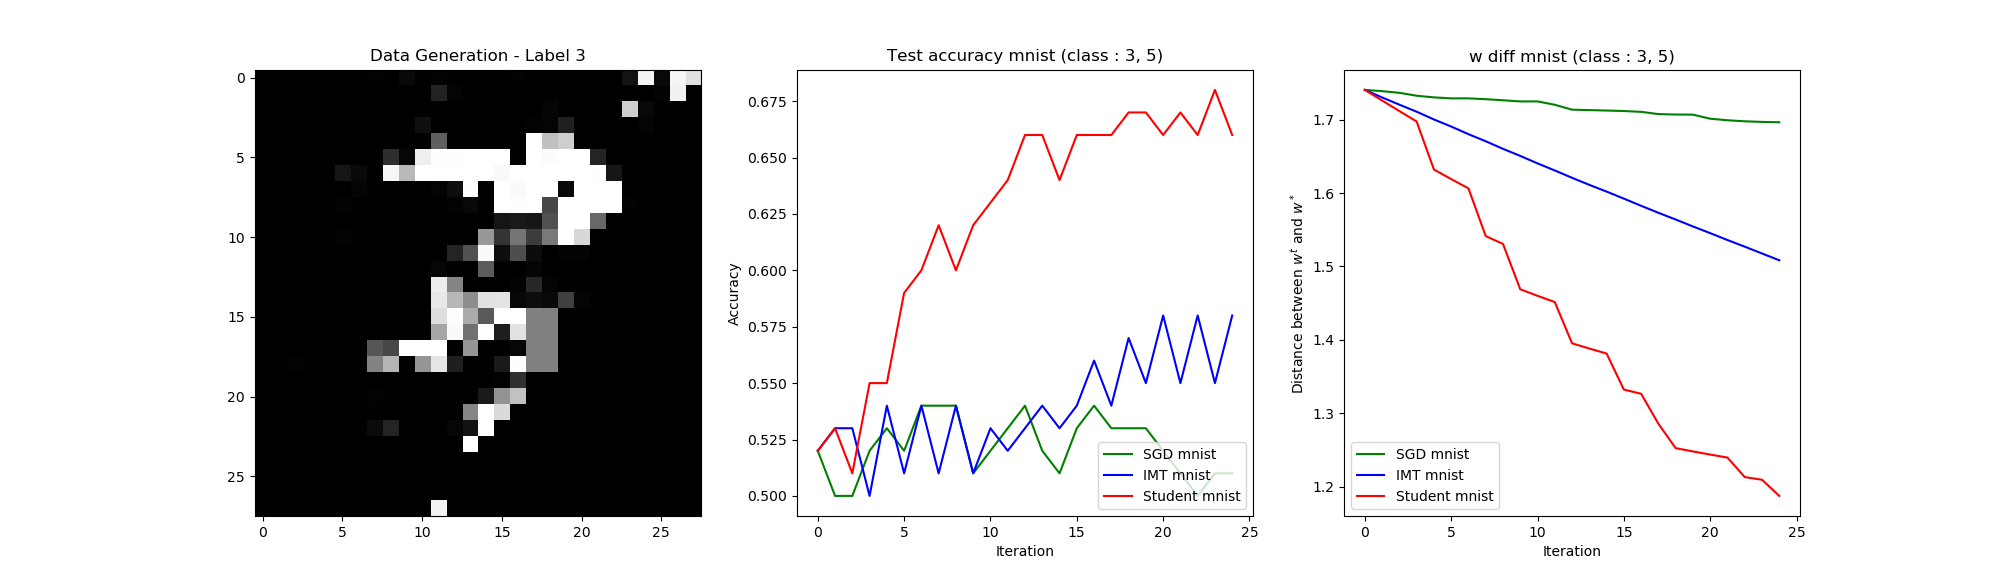 Data Generation - Label 3
0
5
10
15
20
25
0 5 10 15 20 25
Test accuracy mnist (class : 3, 5)
Accuracy
0.675
0.650
0.625
0.600
0.575
0.550
0.525
0.500
SGD mnist
IMT mnist
Student mnist
0 5 10 15 20 25
Iteration
w diff mnist (class : 3, 5)
Distance between w^t and w^*
1.7
1.6
1.5
1.4
1.3
1.2
SGD mnist
IMT mnist
Student mnist
0 5 10 15 20 25
Iteration